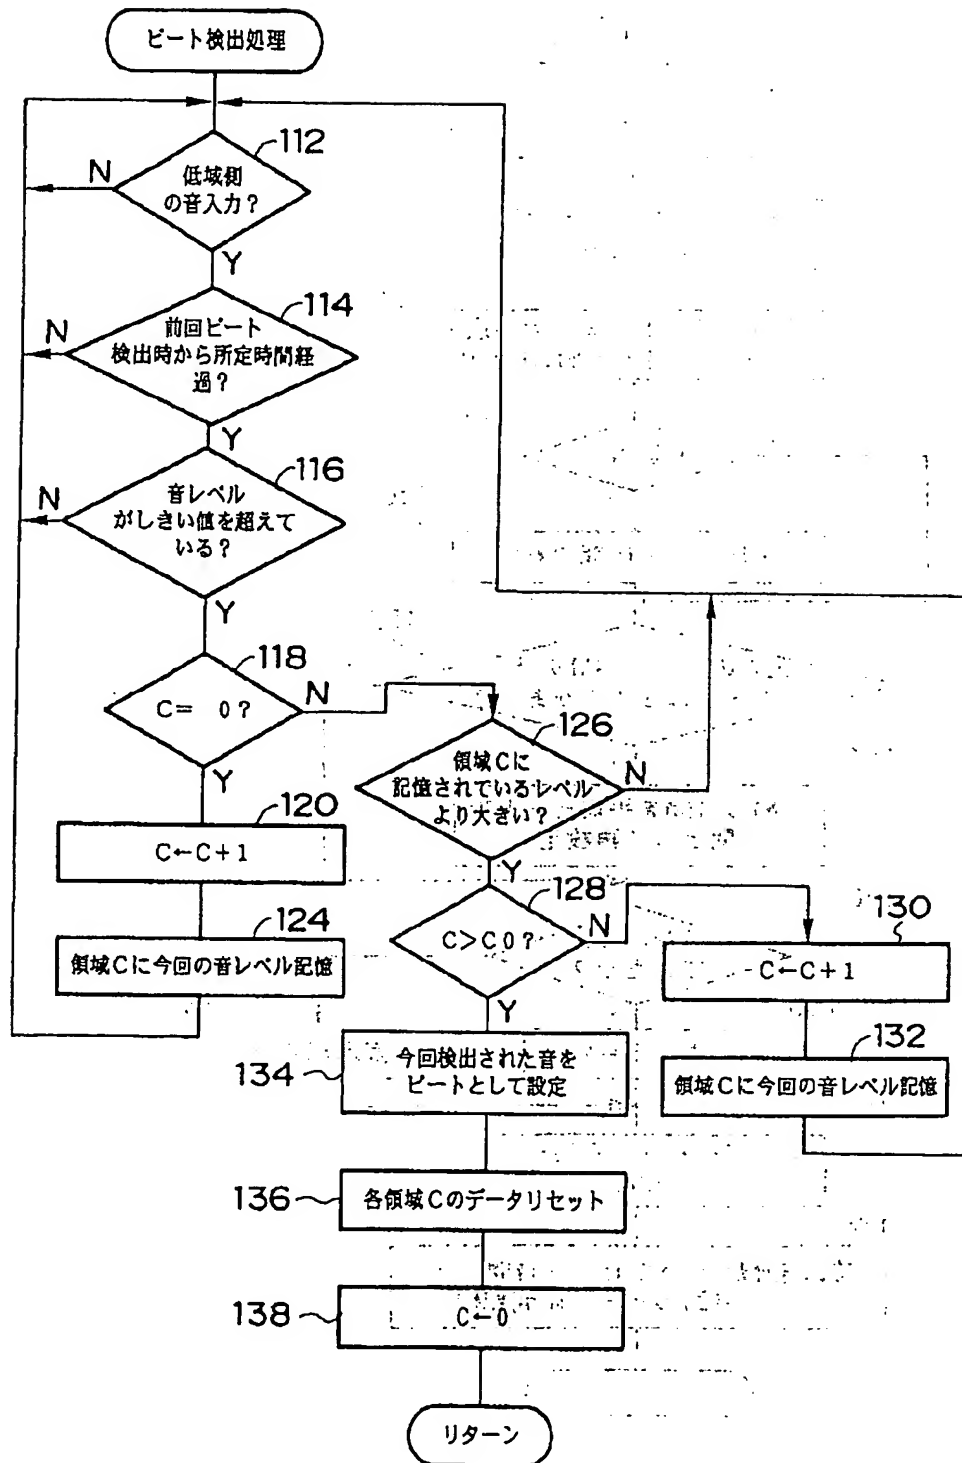 ビート検出処理
112
低域側
の音入力?
N
Y
114
前回ビート
検出時から所定時間経
過?
N
Y
116
音レベル
がしきい値を超えて
いる?
N
Y
118
C= 0?
N
Y
120
C←C+1
124
領域Cに今回の音レベル記憶
126
領域Cに
記憶されているレベル
より大きい?
N
Y
128
C>C0?
N
Y
130
C←C+1
132
領域Cに今回の音レベル記憶
134
今回検出された音を
ビートとして設定
136
各領域Cのデータリセット
138
C←0
リターン